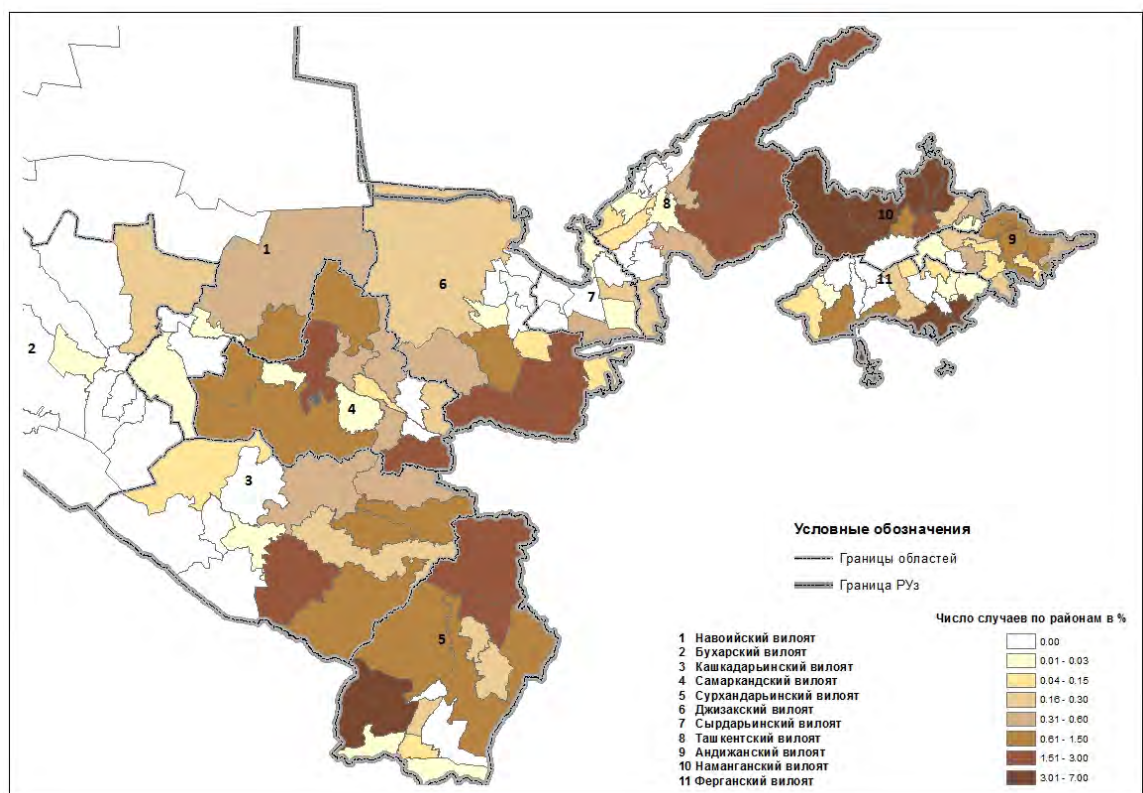 1
2
3
4
5
6
7
8
9
10
11
Условные обозначения
Границы областей
Граница РУз
Число случаев по районам в %
0.00
0.01 - 0.03
0.04 - 0.15
0.16 - 0.30
0.31 - 0.60
0.61 - 1.50
1.51 - 3.00
3.01 - 7.00
1 Навоийский вилоят
2 Бухарский вилоят
3 Кашкадарьинский вилоят
4 Самаркандский вилоят
5 Сурхандарьинский вилоят
6 Джизакский вилоят
7 Сырдарьинский вилоят
8 Ташкентский вилоят
9 Андижанский вилоят
10 Наманганский вилоят
11 Ферганский вилоят